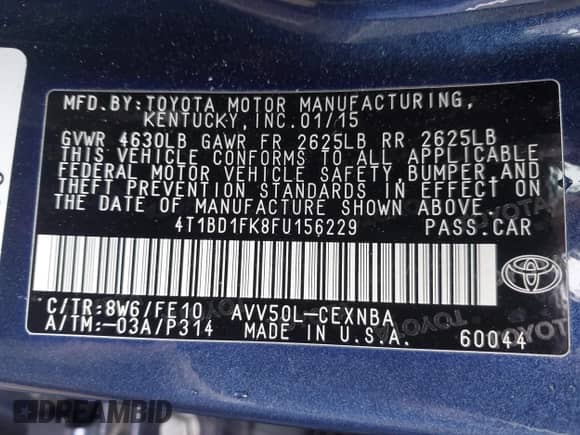 MFD.BY:TOYOTA MOTOR MANUFACTURING,
KENTUCKY, INC. 01/15
GVWR 4630LB GAWR FR 2625LB RR 2625LB
THIS VEHICLE CONFORMS TO ALL APPLICABLE
FEDERAL MOTOR VEHICLE SAFETY, BUMPER, AND
THEFT PREVENTION STANDARDS IN EFFECT ON
THE DATE OF MANUFACTURE SHOWN ABOVE.
4T1BD1FK8FU156229 PASS.CAR
C/TR:8W6/FE10 AVV50L-CEXNBA
A/TM:-03A/P314 MADE IN U.S.A. 60044
TOYOTA
DREAMBID